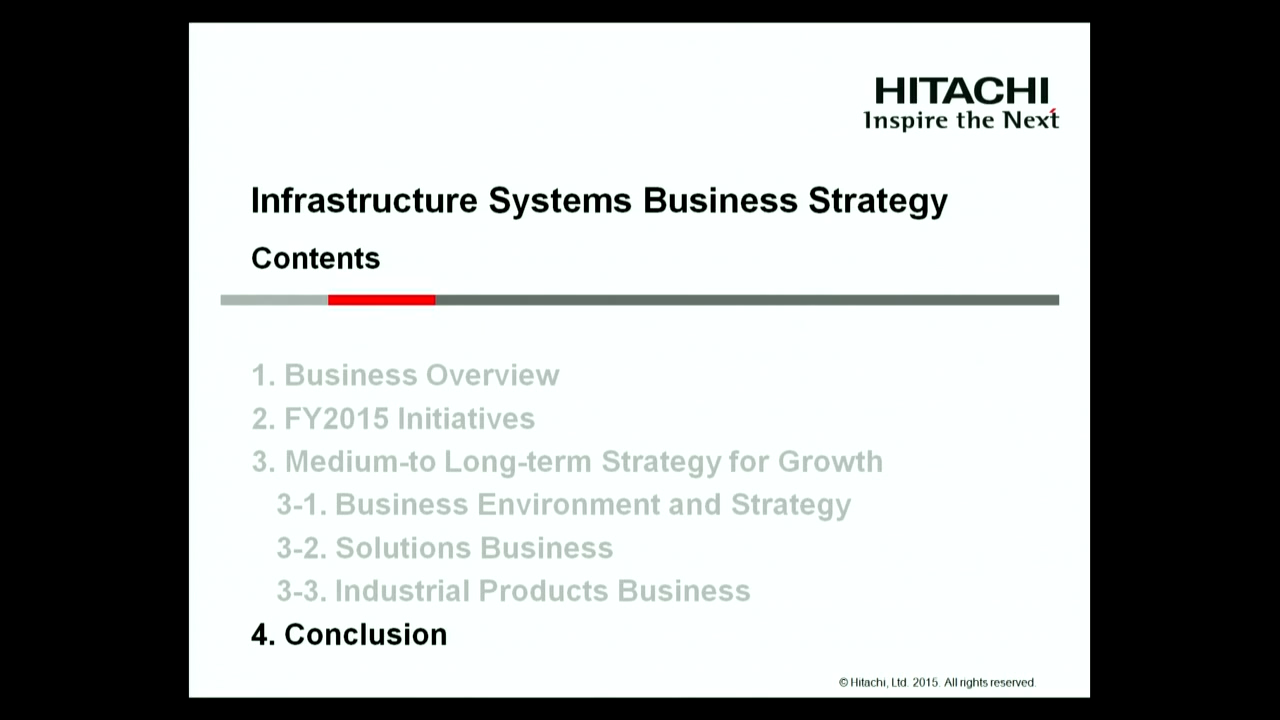 HITACHI
Inspire the Next
Infrastructure Systems Business Strategy
Contents
1. Business Overview
2. FY2015 Initiatives
3. Medium-to Long-term Strategy for Growth
3-1. Business Environment and Strategy
3-2. Solutions Business
3-3. Industrial Products Business
4. Conclusion
© Hitachi, Ltd. 2015. All rights reserved.